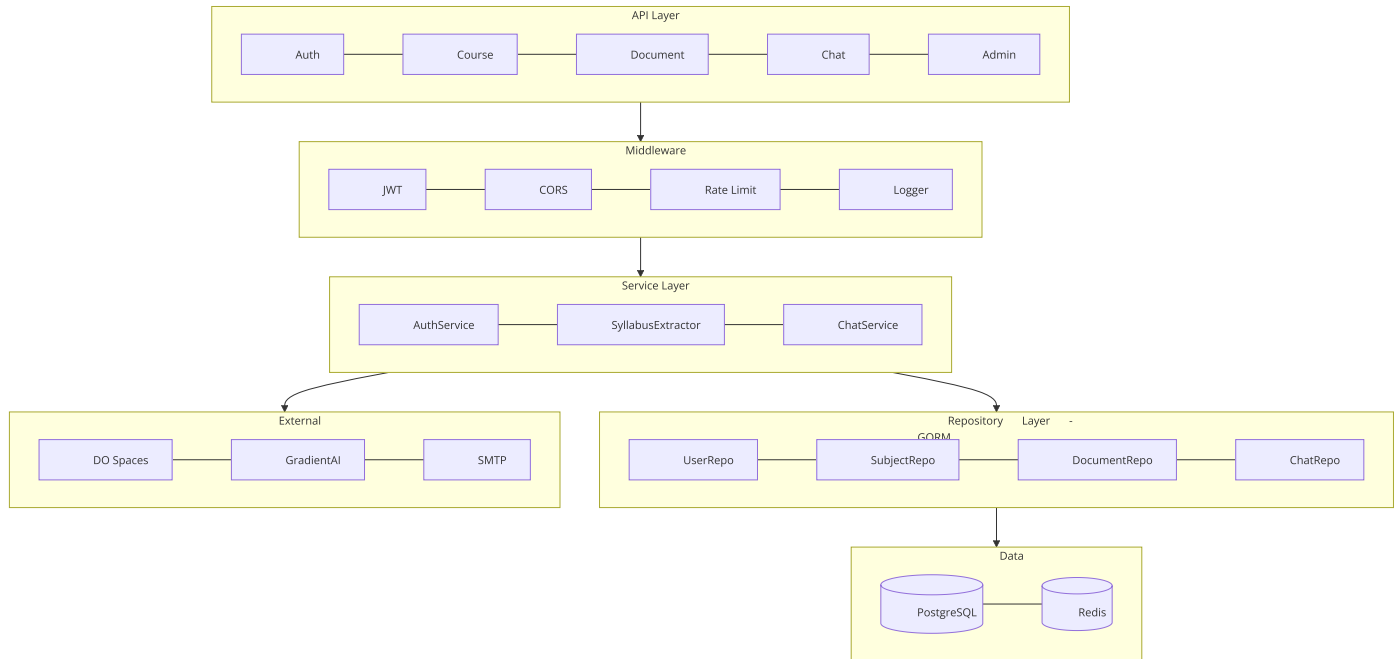 API Layer
Auth
Course
Document
Chat
Admin
Middleware
JWT
CORS
Rate Limit
Logger
Service Layer
AuthService
SyllabusExtractor
ChatService
External
DO Spaces
GradientAI
SMTP
Repository Layer -
GORM
UserRepo
SubjectRepo
DocumentRepo
ChatRepo
Data
PostgreSQL
Redis